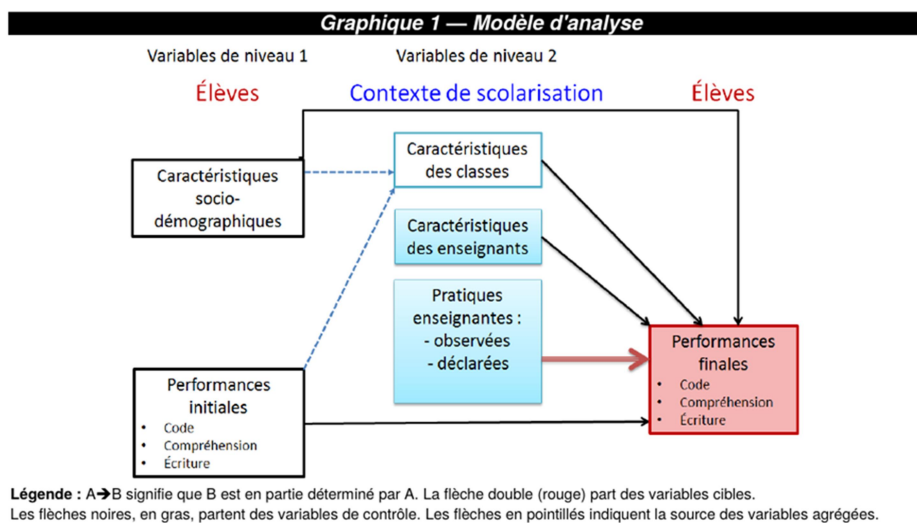 Graphique 1 — Modèle d'analyse
Variables de niveau 1
Variables de niveau 2
Élèves
Contexte de scolarisation
Élèves
Caractéristiques
socio-
démographiques
Caractéristiques
des classes
Caractéristiques
des enseignants
Pratiques
enseignantes :
- observées
- déclarées
Performances
initiales
• Code
• Compréhension
• Écriture
Performances
finales
• Code
• Compréhension
• Écriture
Légende : A➔B signifie que B est en partie déterminé par A. La flèche double (rouge) part des variables cibles.
Les flèches noires, en gras, partent des variables de contrôle. Les flèches en pointillés indiquent la source des variables agrégées.